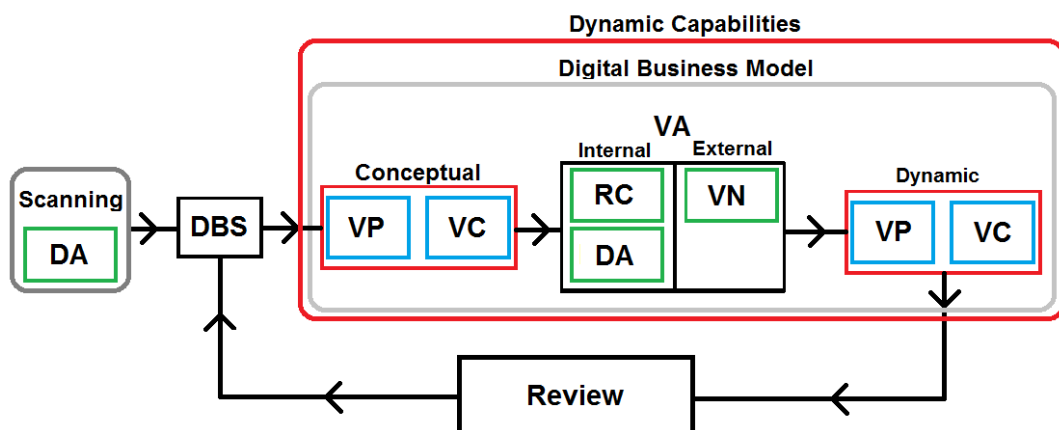 Dynamic Capabilities
Digital Business Model
VA
Internal External
Scanning
DA
DBS
Conceptual
VP VC
RC
DA
VN
Dynamic
VP VC
Review